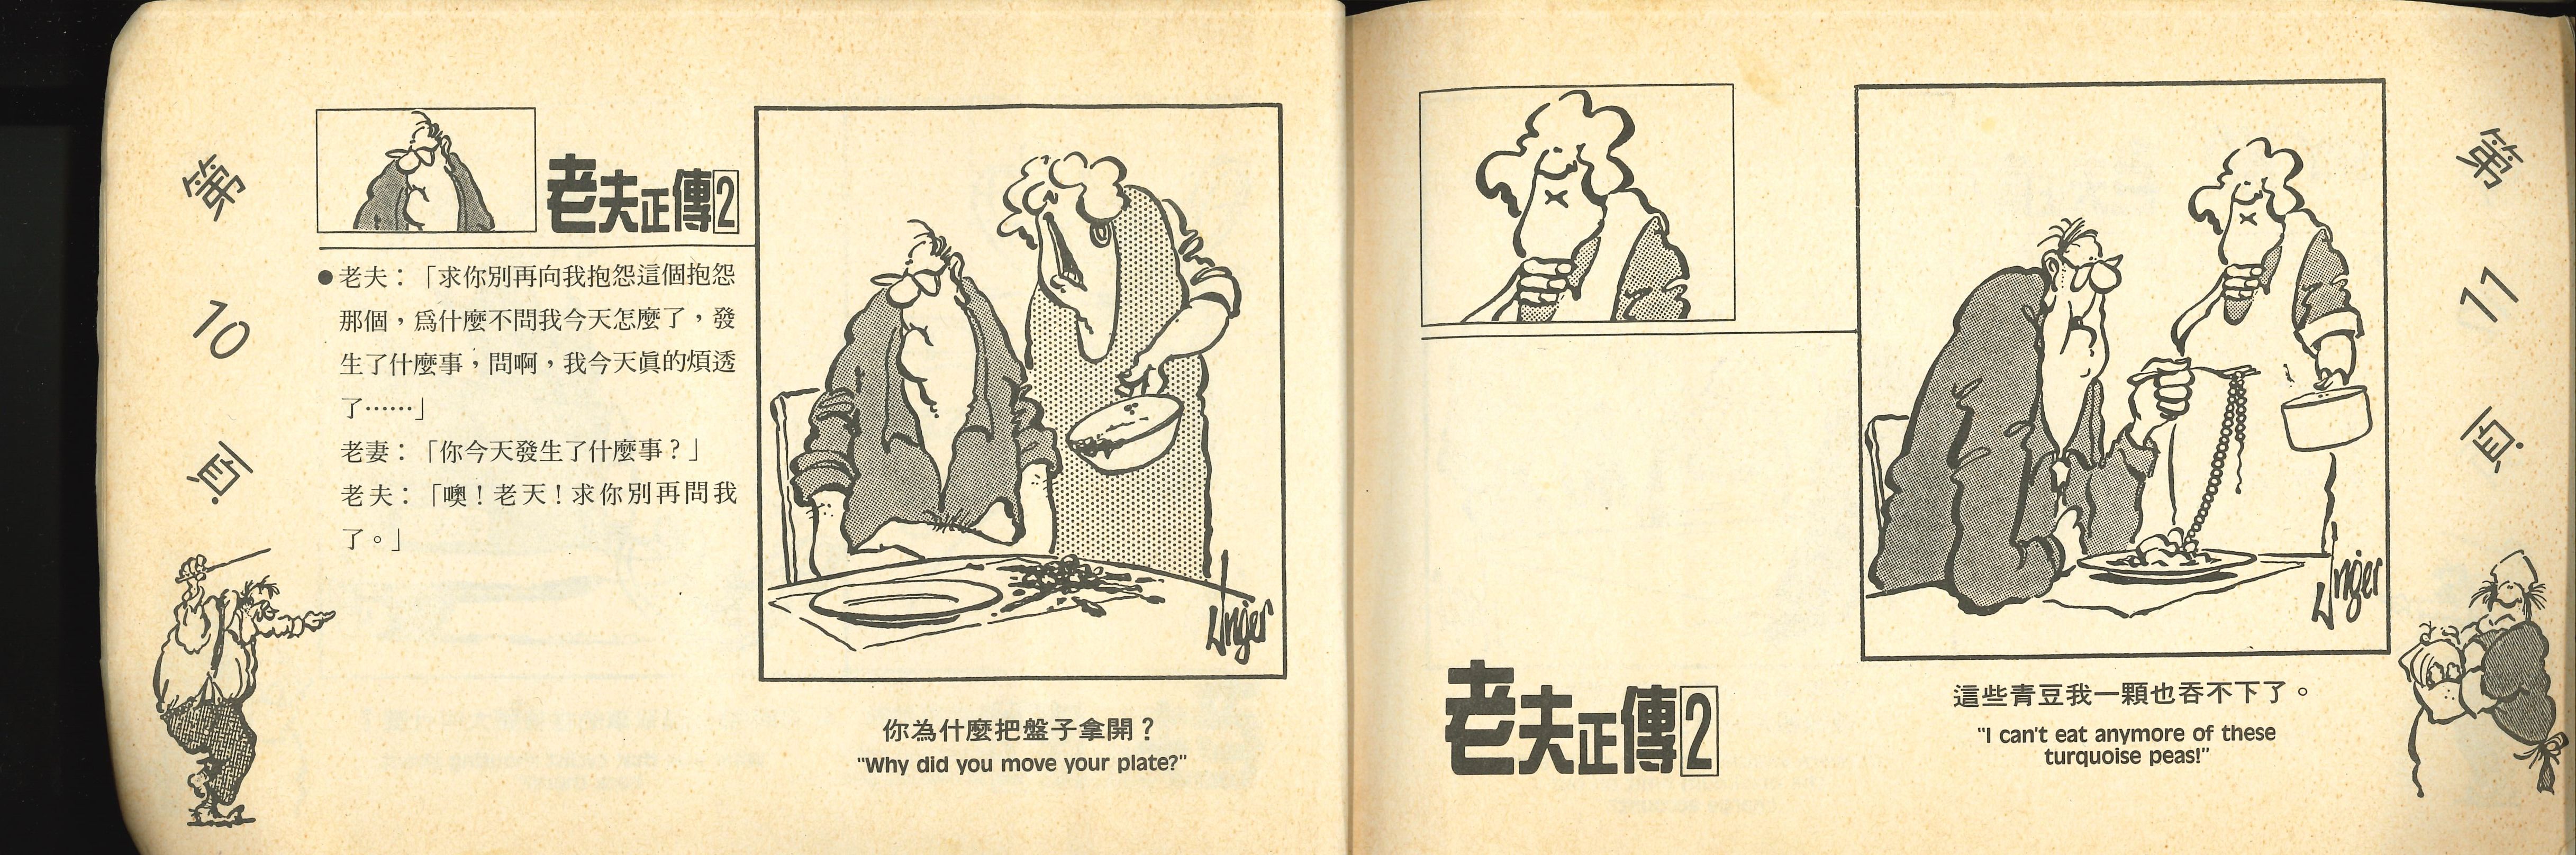 第10頁
老夫正傳2
●老夫：「求你別再向我抱怨這個抱怨
那個，爲什麼不問我今天怎麼了，發
生了什麼事，問啊，我今天眞的煩透
了……」
老妻：「你今天發生了什麼事？」
老夫：「噢！老天！求你別再問我
了。」
Unger
你為什麼把盤子拿開？
"Why did you move your plate?"
老夫正傳2
Unger
這些青豆我一顆也吞不下了。
"I can't eat anymore of these
turquoise peas!"
第11頁